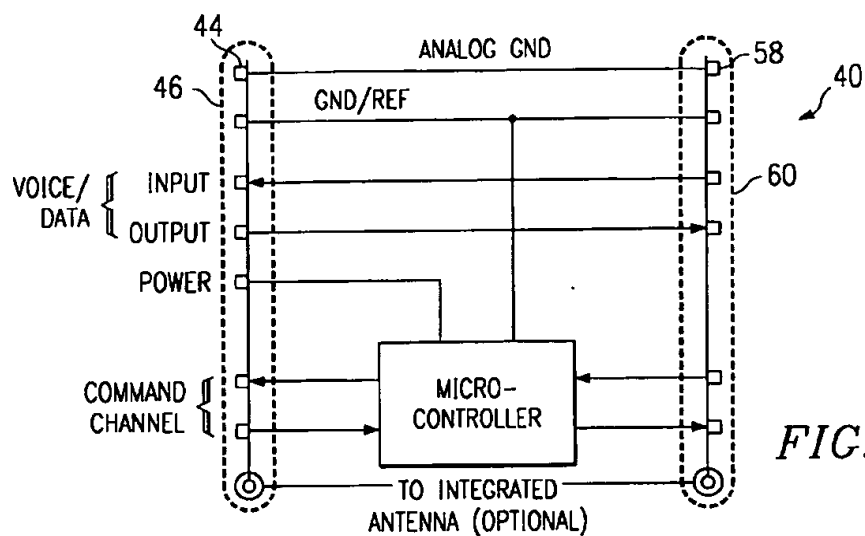 44
ANALOG GND
58
46
GND/REF
40
VOICE/
DATA
INPUT
60
OUTPUT
POWER
COMMAND
CHANNEL
MICRO-
CONTROLLER
FIG.
TO INTEGRATED
ANTENNA (OPTIONAL)